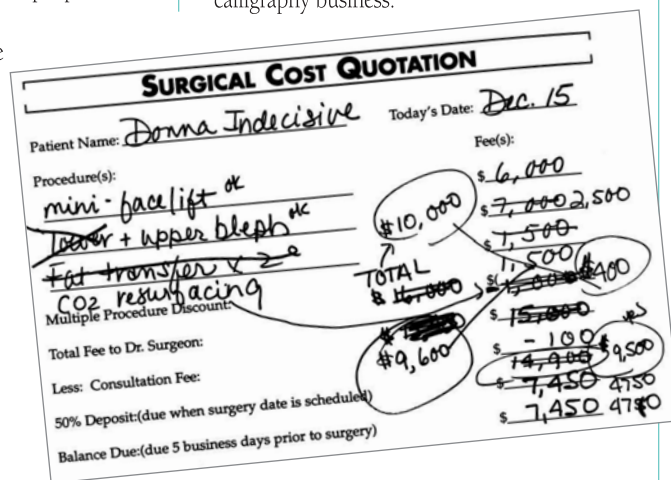 calligraphy business.
SURGICAL COST QUOTATION
Patient Name: Donna Indecisive Today's Date: Dec. 15
Procedure(s): Fee(s):
mini-facelift ok $ 6,000
lower + upper bleph ok $ 7,000 2,500
Fat transfer x 2 $ 1,500
CO2 resurfacing 1,500
$10,000
TOTAL
$400
Multiple Procedure Discount:
Total Fee to Dr. Surgeon: $ 15,000
$9,600
Less: Consultation Fee: $ - 100
14,900 $ 9,500
50% Deposit:(due when surgery date is scheduled) $ 7,450 4750
Balance Due:(due 5 business days prior to surgery) $ 7,450 4750